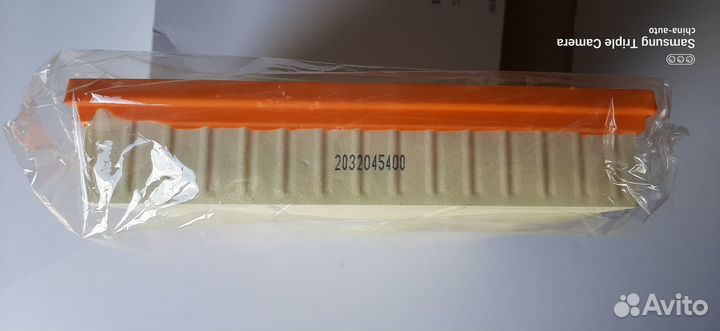 Samsung Triple Camera
china-auto
2032045400
Avito